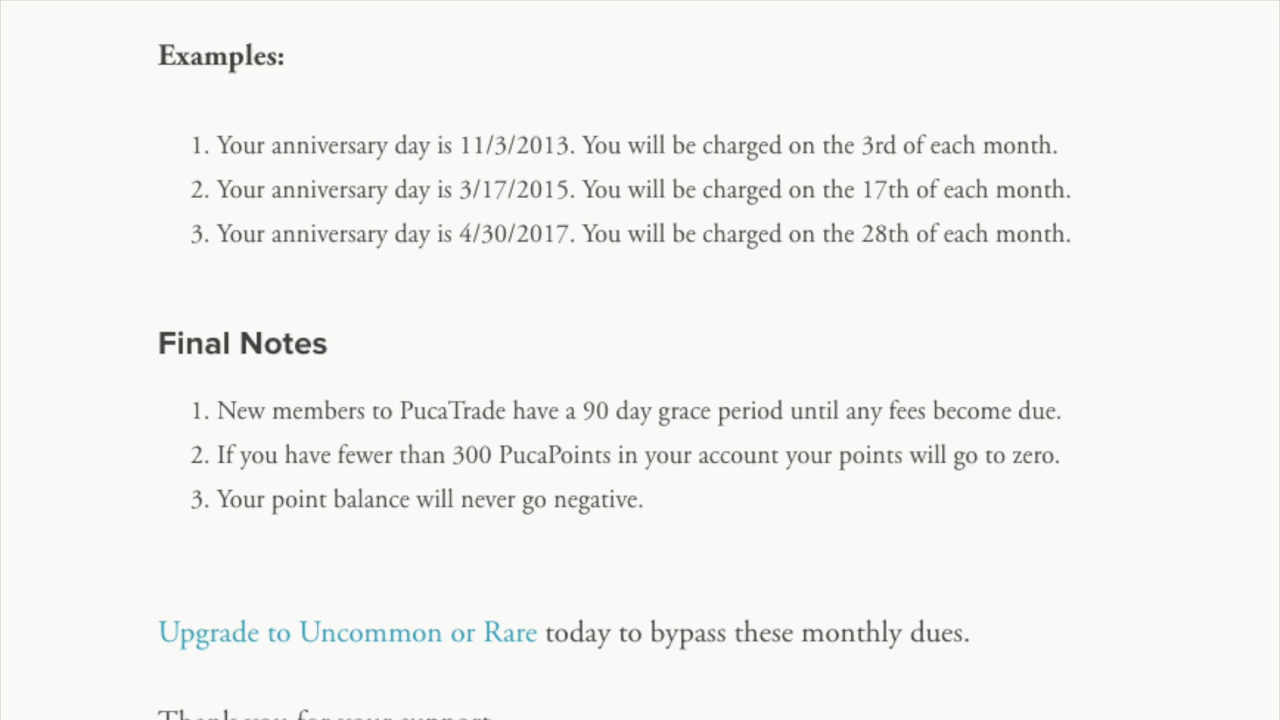 Examples:
1. Your anniversary day is 11/3/2013. You will be charged on the 3rd of each month.
2. Your anniversary day is 3/17/2015. You will be charged on the 17th of each month.
3. Your anniversary day is 4/30/2017. You will be charged on the 28th of each month.
Final Notes
1. New members to PucaTrade have a 90 day grace period until any fees become due.
2. If you have fewer than 300 PucaPoints in your account your points will go to zero.
3. Your point balance will never go negative.
Upgrade to Uncommon or Rare today to bypass these monthly dues.
Thank you for your support